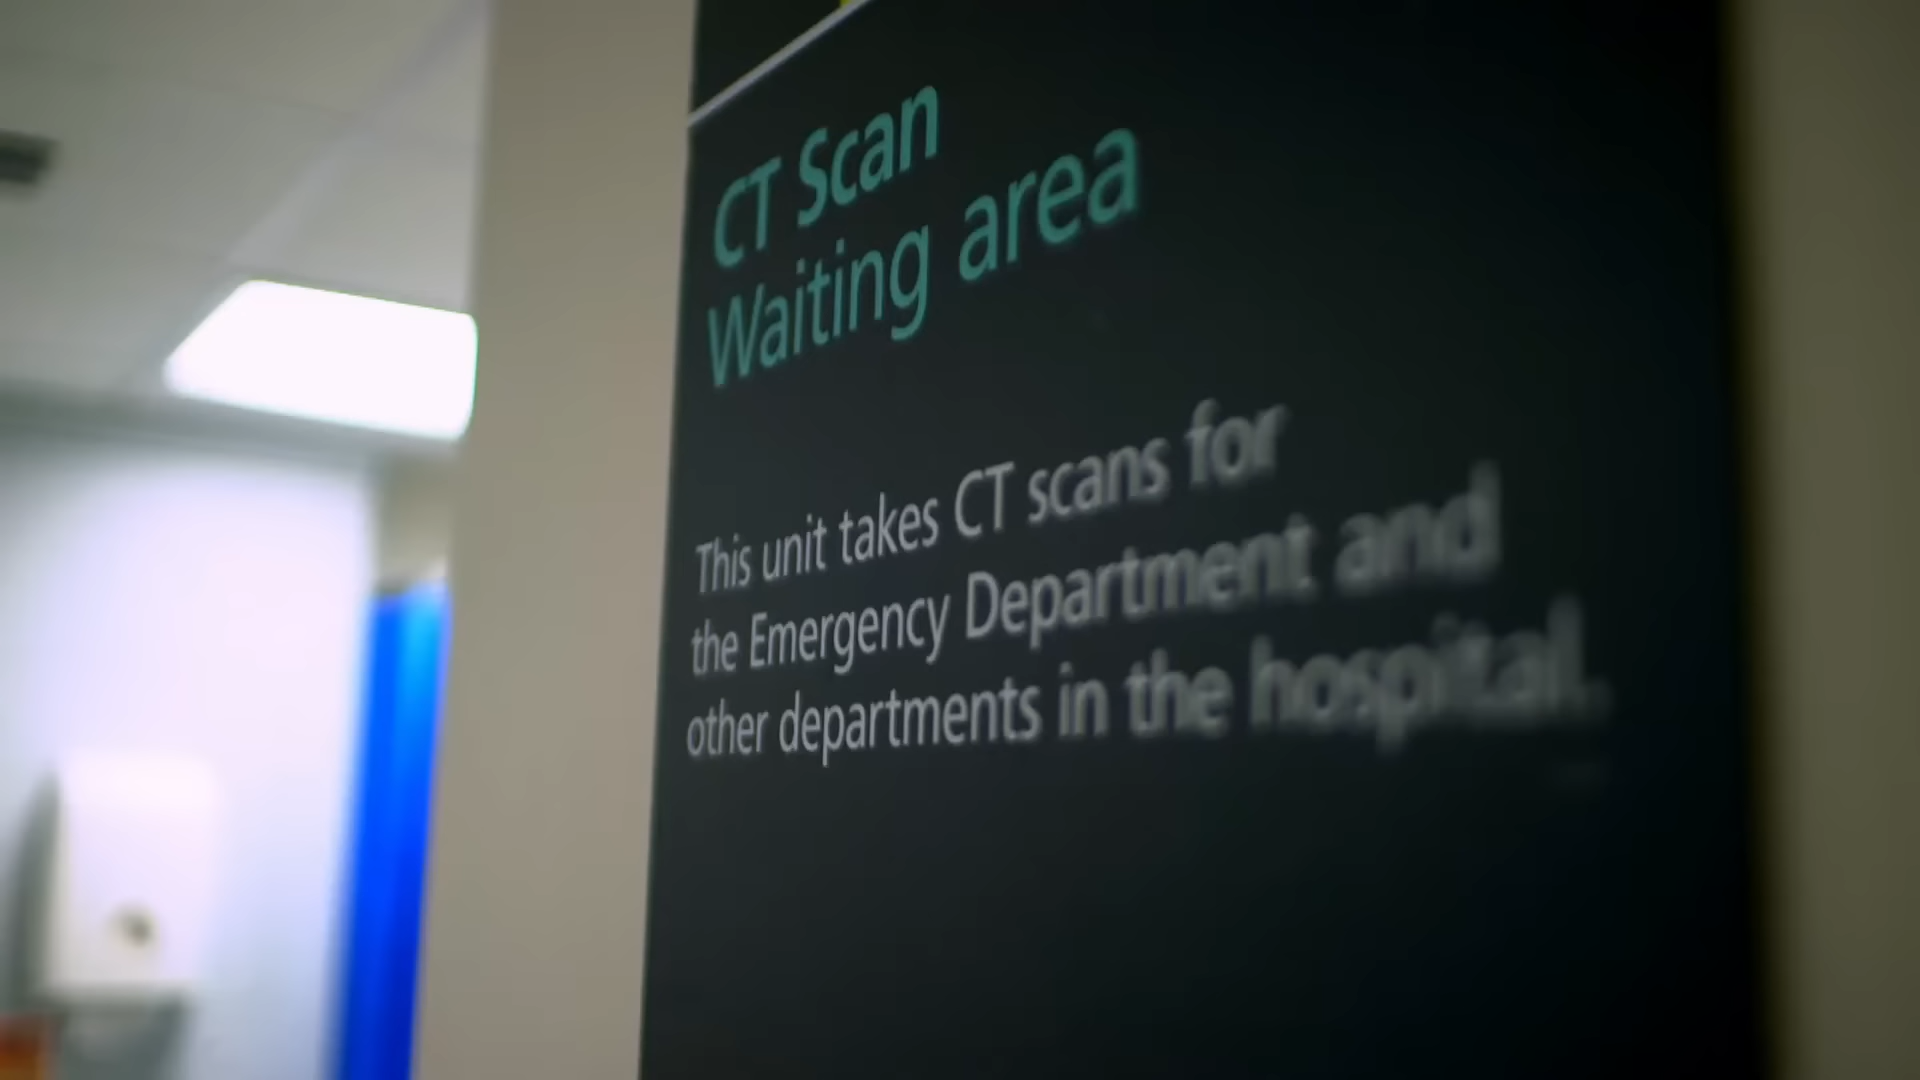 CT Scan
Waiting area
This unit takes CT scans for
the Emergency Department and
other departments in the hospital.